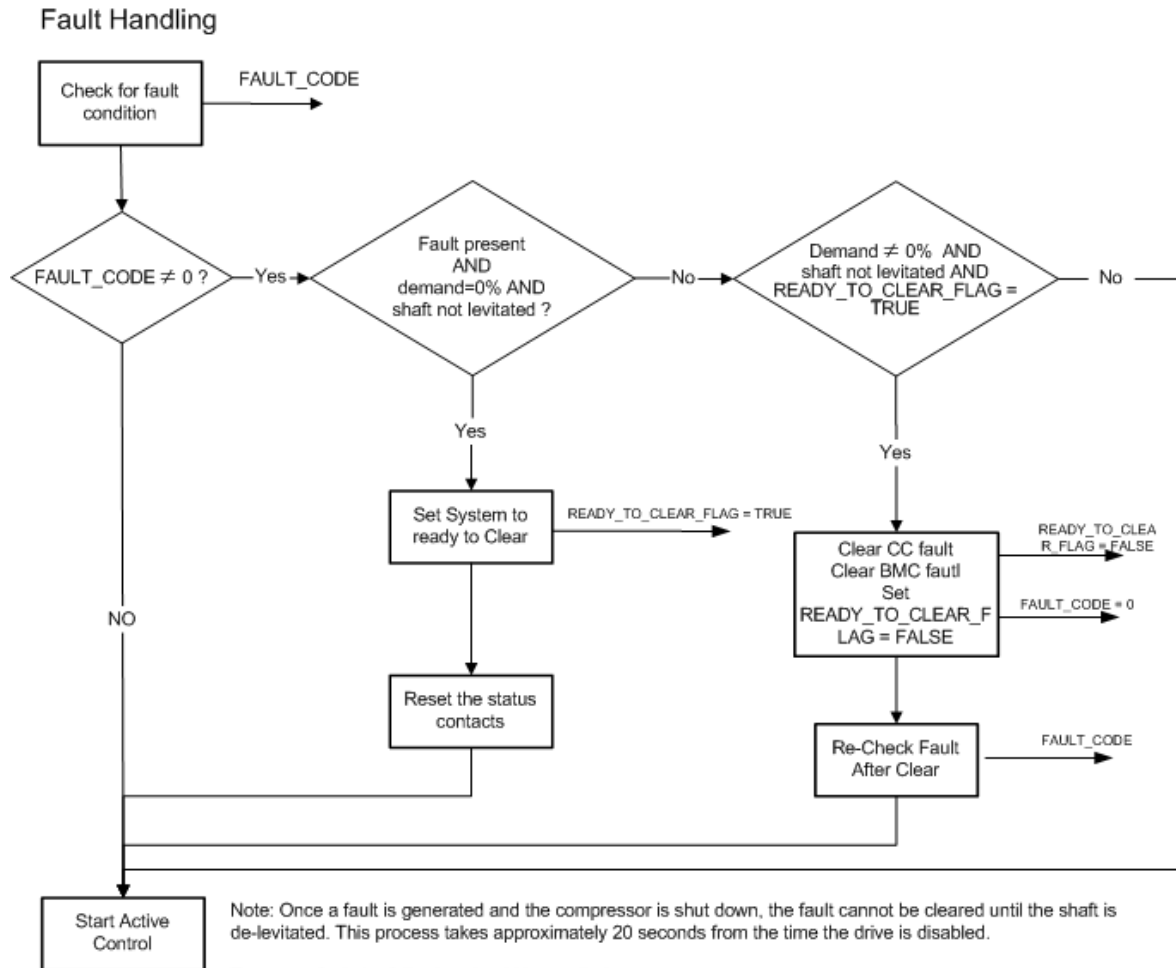 Fault Handling
Check for fault
condition
FAULT_CODE
FAULT_CODE ≠ 0 ?
Yes
Fault present
AND
demand=0% AND
shaft not levitated ?
No
Demand ≠ 0% AND
shaft not levitated AND
READY_TO_CLEAR_FLAG =
TRUE
No
Yes
Yes
Set System to
ready to Clear
READY_TO_CLEAR_FLAG = TRUE
Clear CC fault
Clear BMC fautl
Set
READY_TO_CLEAR_F
LAG = FALSE
READY_TO_CLEA
R_FLAG = FALSE
FAULT_CODE = 0
NO
Reset the status
contacts
Re-Check Fault
After Clear
FAULT_CODE
Start Active
Control
Note: Once a fault is generated and the compressor is shut down, the fault cannot be cleared until the shaft is
de-levitated. This process takes approximately 20 seconds from the time the drive is disabled.